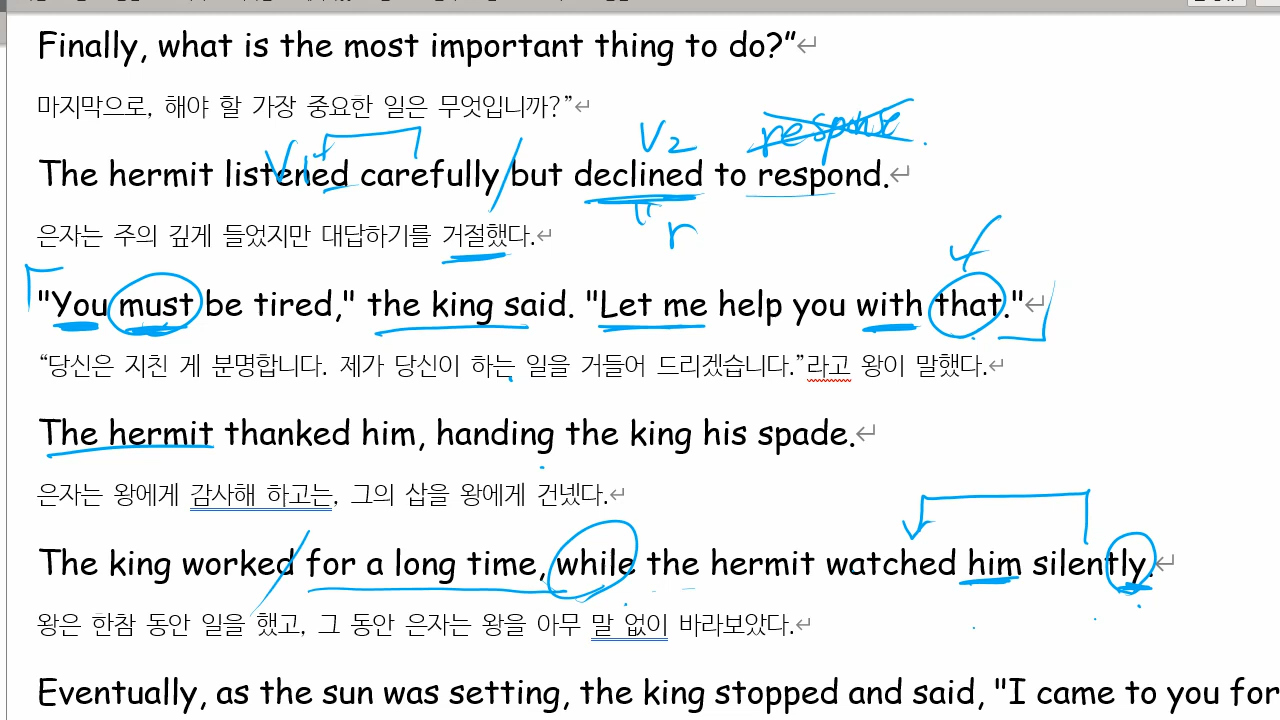 Finally, what is the most important thing to do?”↵
마지막으로, 해야 할 가장 중요한 일은 무엇입니까?”↵
response
V1 V2
The hermit listened carefully / but declined to respond.↵
은자는 주의 깊게 들었지만 대답하기를 거절했다.↵
r
"You must be tired," the king said. "Let me help you with that."↵
“당신은 지친 게 분명합니다. 제가 당신이 하는 일을 거들어 드리겠습니다.”라고 왕이 말했다.↵
The hermit thanked him, handing the king his spade.↵
은자는 왕에게 감사해 하고는, 그의 삽을 왕에게 건넸다.↵
The king worked / for a long time, while the hermit watched him silently.↵
왕은 한참 동안 일을 했고, 그 동안 은자는 왕을 아무 말 없이 바라보았다.↵
Eventually, as the sun was setting, the king stopped and said, "I came to you for